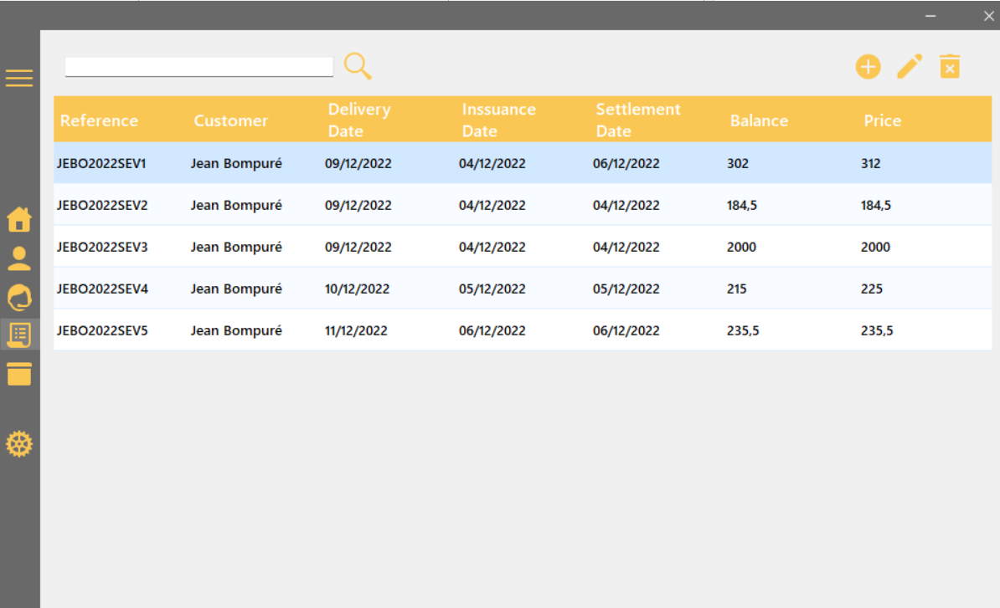 Reference Customer Delivery Date Inssuance Date Settlement Date Balance Price
JEBO2022SEV1 Jean Bompuré 09/12/2022 04/12/2022 06/12/2022 302 312
JEBO2022SEV2 Jean Bompuré 09/12/2022 04/12/2022 04/12/2022 184,5 184,5
JEBO2022SEV3 Jean Bompuré 09/12/2022 04/12/2022 04/12/2022 2000 2000
JEBO2022SEV4 Jean Bompuré 10/12/2022 05/12/2022 05/12/2022 215 225
JEBO2022SEV5 Jean Bompuré 11/12/2022 06/12/2022 06/12/2022 235,5 235,5